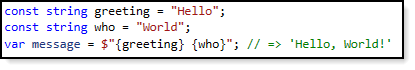 const string greeting = "Hello";
const string who = "World";
var message = $"{greeting} {who}"; // => 'Hello, World!'